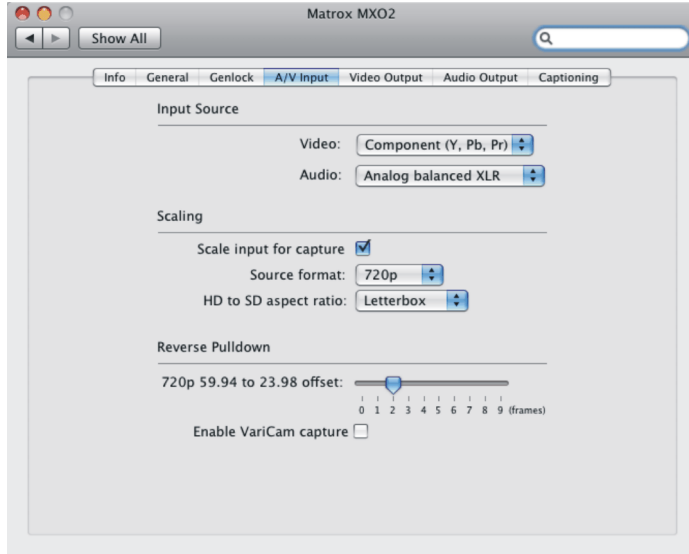 Matrox MXO2
Show All
Info General Genlock A/V Input Video Output Audio Output Captioning
Input Source
Video: Component (Y, Pb, Pr)
Audio: Analog balanced XLR
Scaling
Scale input for capture
Source format: 720p
HD to SD aspect ratio: Letterbox
Reverse Pulldown
720p 59.94 to 23.98 offset:
0 1 2 3 4 5 6 7 8 9 (frames)
Enable VariCam capture